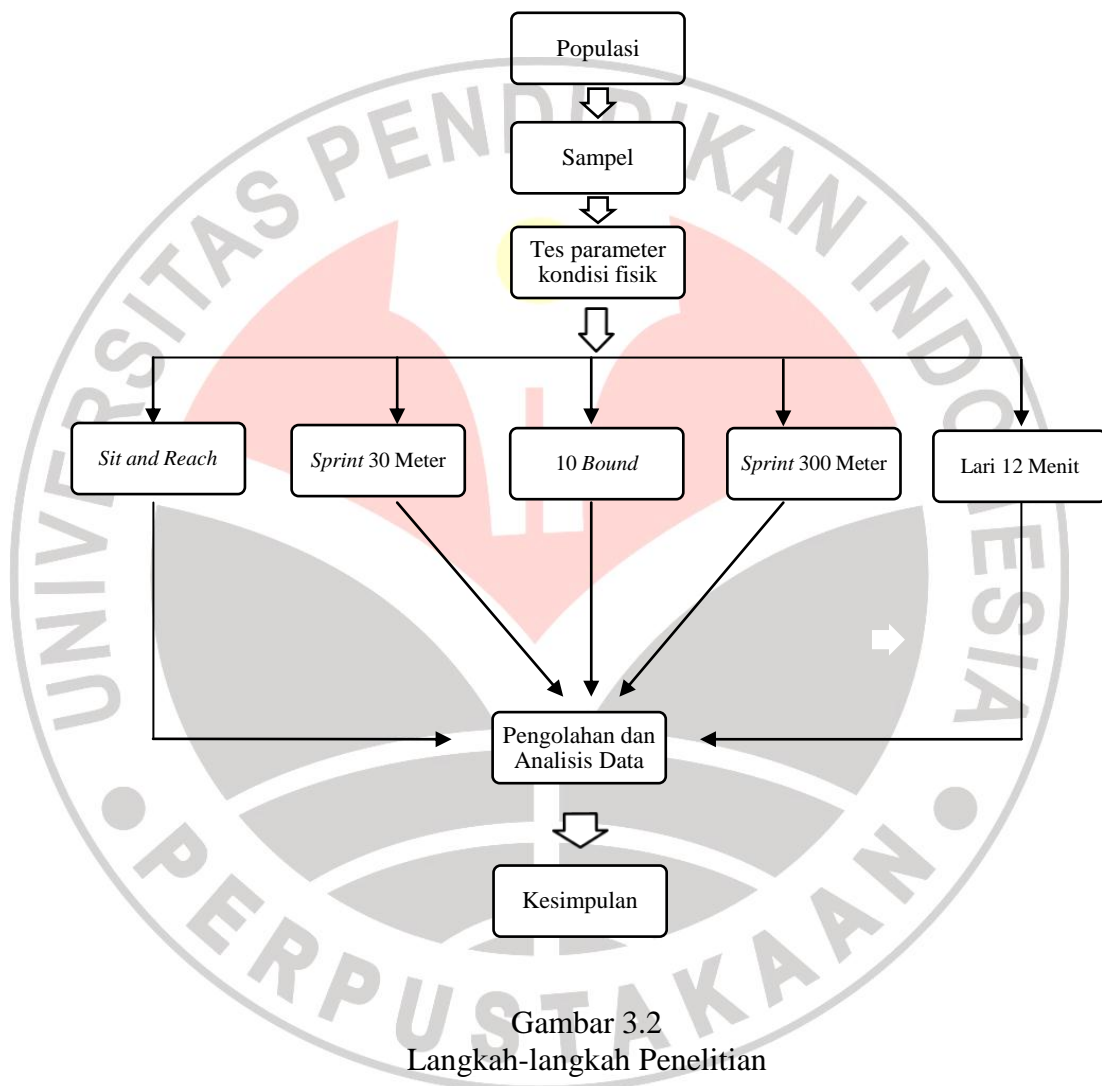 Populasi
Sampel
Tes parameter
kondisi fisik
Sit and Reach
Sprint 30 Meter
10 Bound
Sprint 300 Meter
Lari 12 Menit
Pengolahan dan
Analisis Data
Kesimpulan
Gambar 3.2
Langkah-langkah Penelitian
UNIVERSITAS PENDIDIKAN INDONESIA
PERPUSTAKAAN